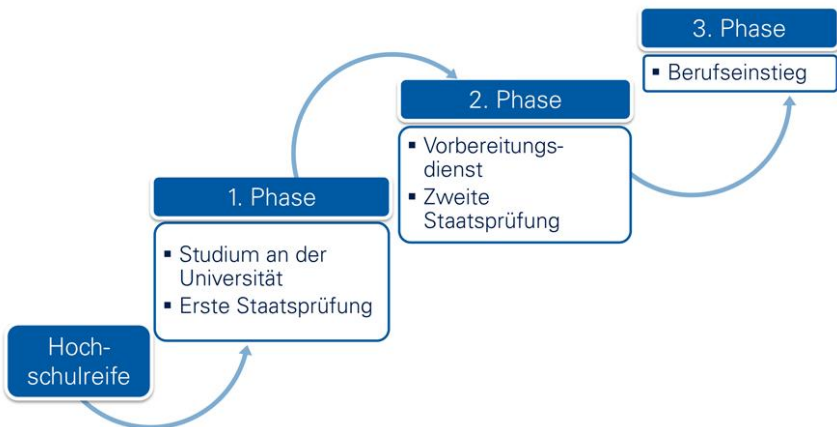 3. Phase
▪ Berufseinstieg
2. Phase
▪ Vorbereitungs-
dienst
▪ Zweite
Staatsprüfung
1. Phase
▪ Studium an der
Universität
▪ Erste Staatsprüfung
Hoch-
schulreife